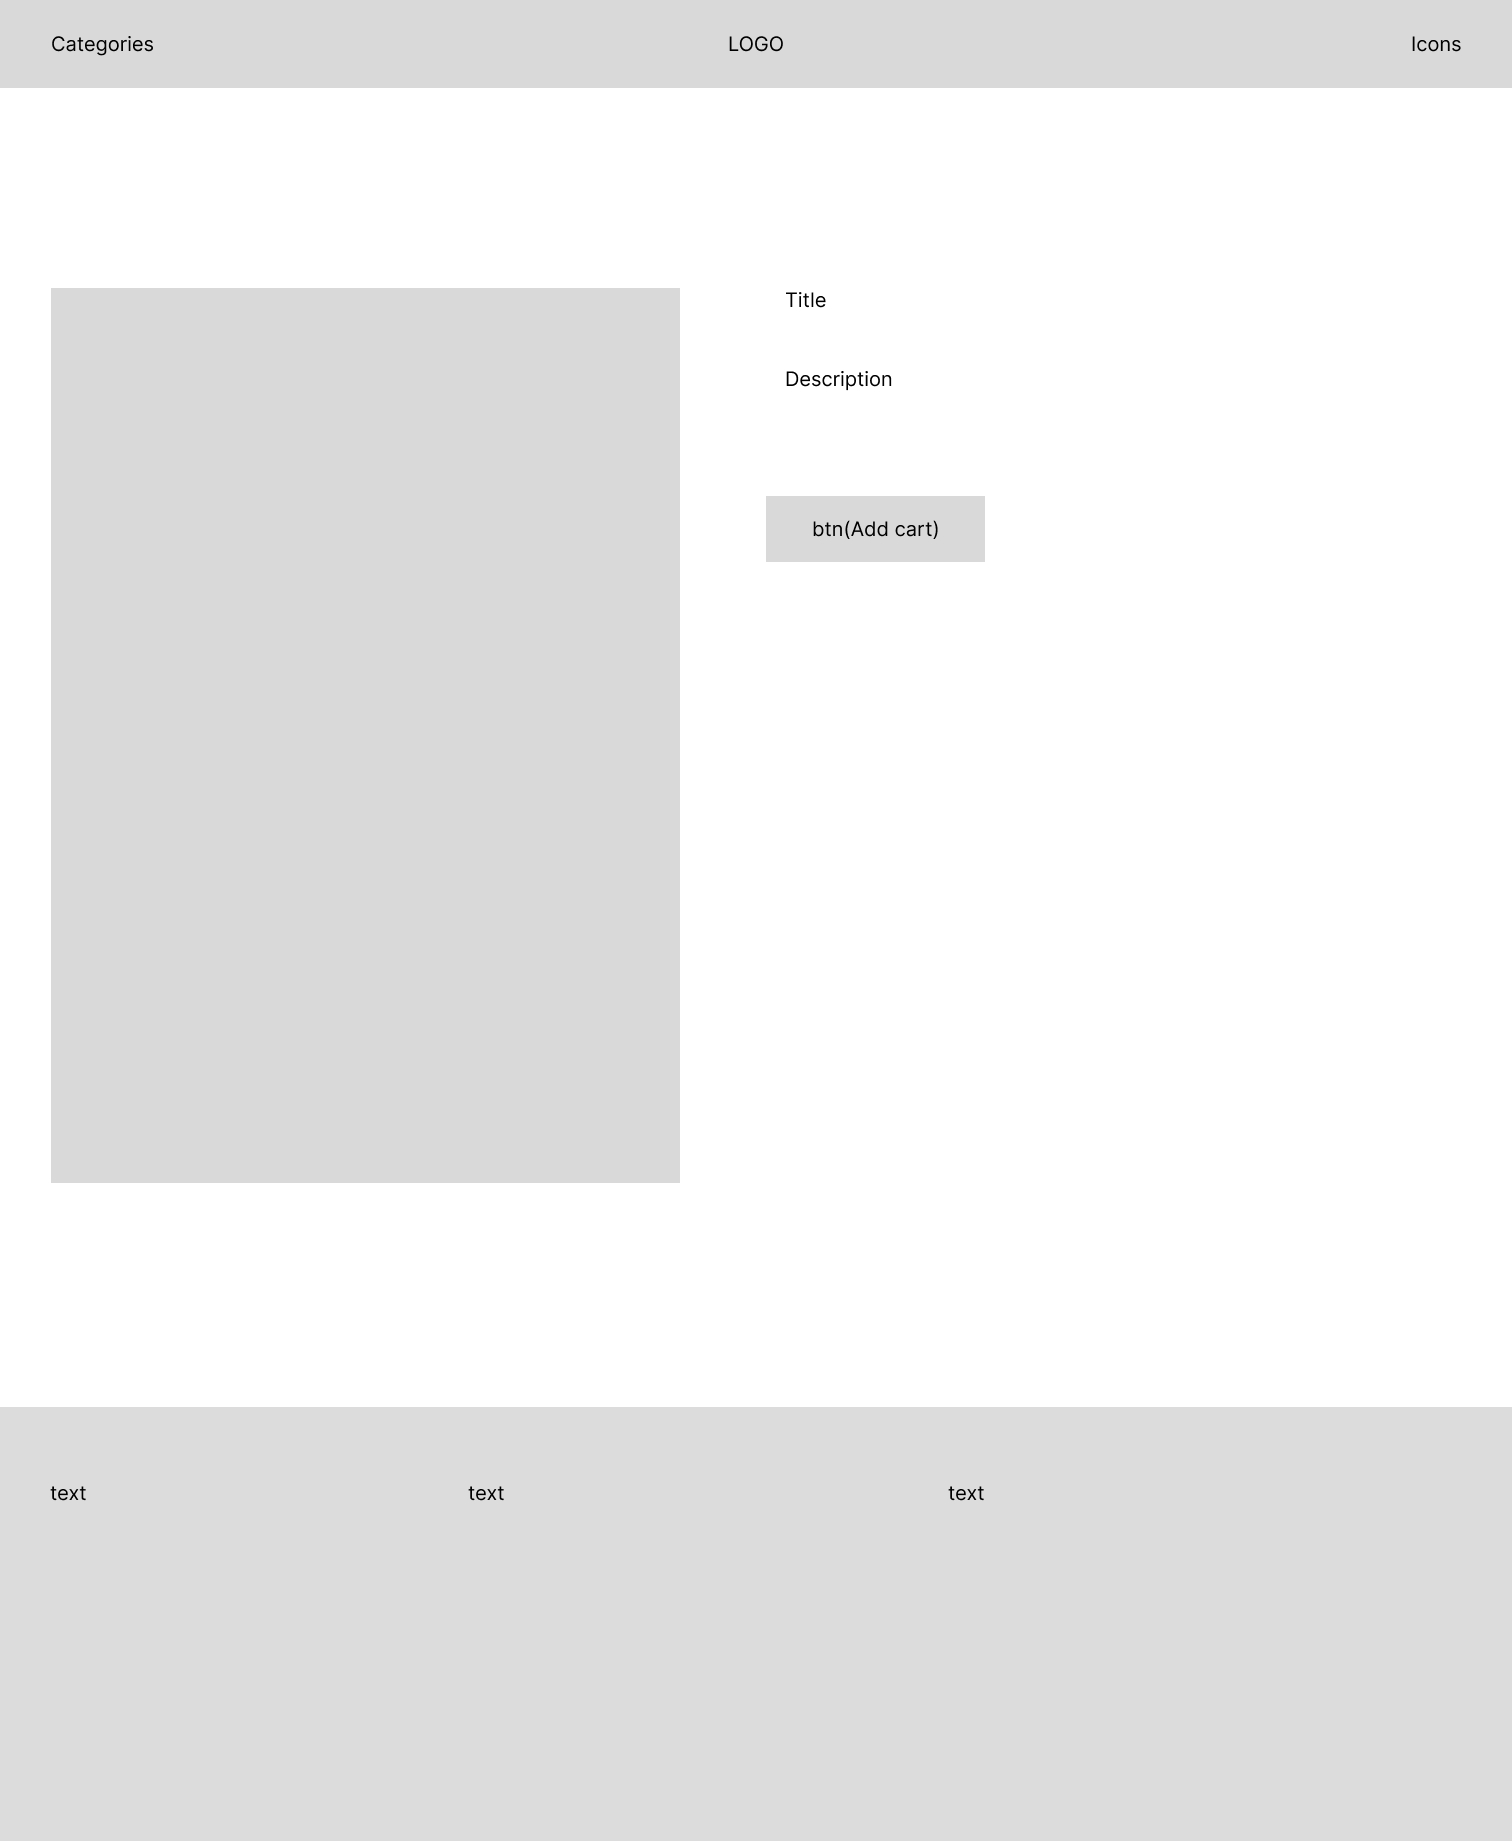 Categories
LOGO
Icons
Title
Description
btn(Add cart)
text
text
text